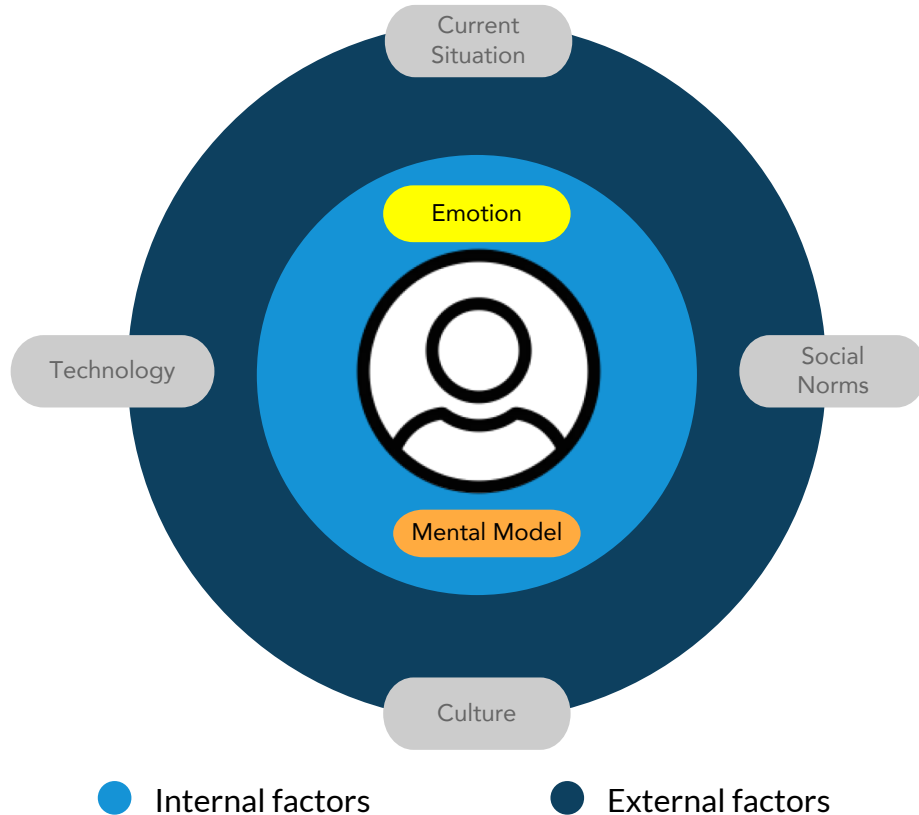 Current
Situation
Emotion
Technology
Social
Norms
Mental Model
Culture
Internal factors
External factors